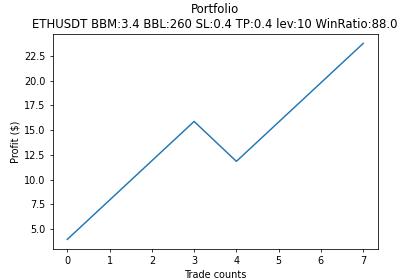 Portfolio
ETHUSDT BBM:3.4 BBL:260 SL:0.4 TP:0.4 lev:10 WinRatio:88.0
22.5
20.0
17.5
15.0
12.5
10.0
7.5
5.0
Profit ($)
0 1 2 3 4 5 6 7
Trade counts